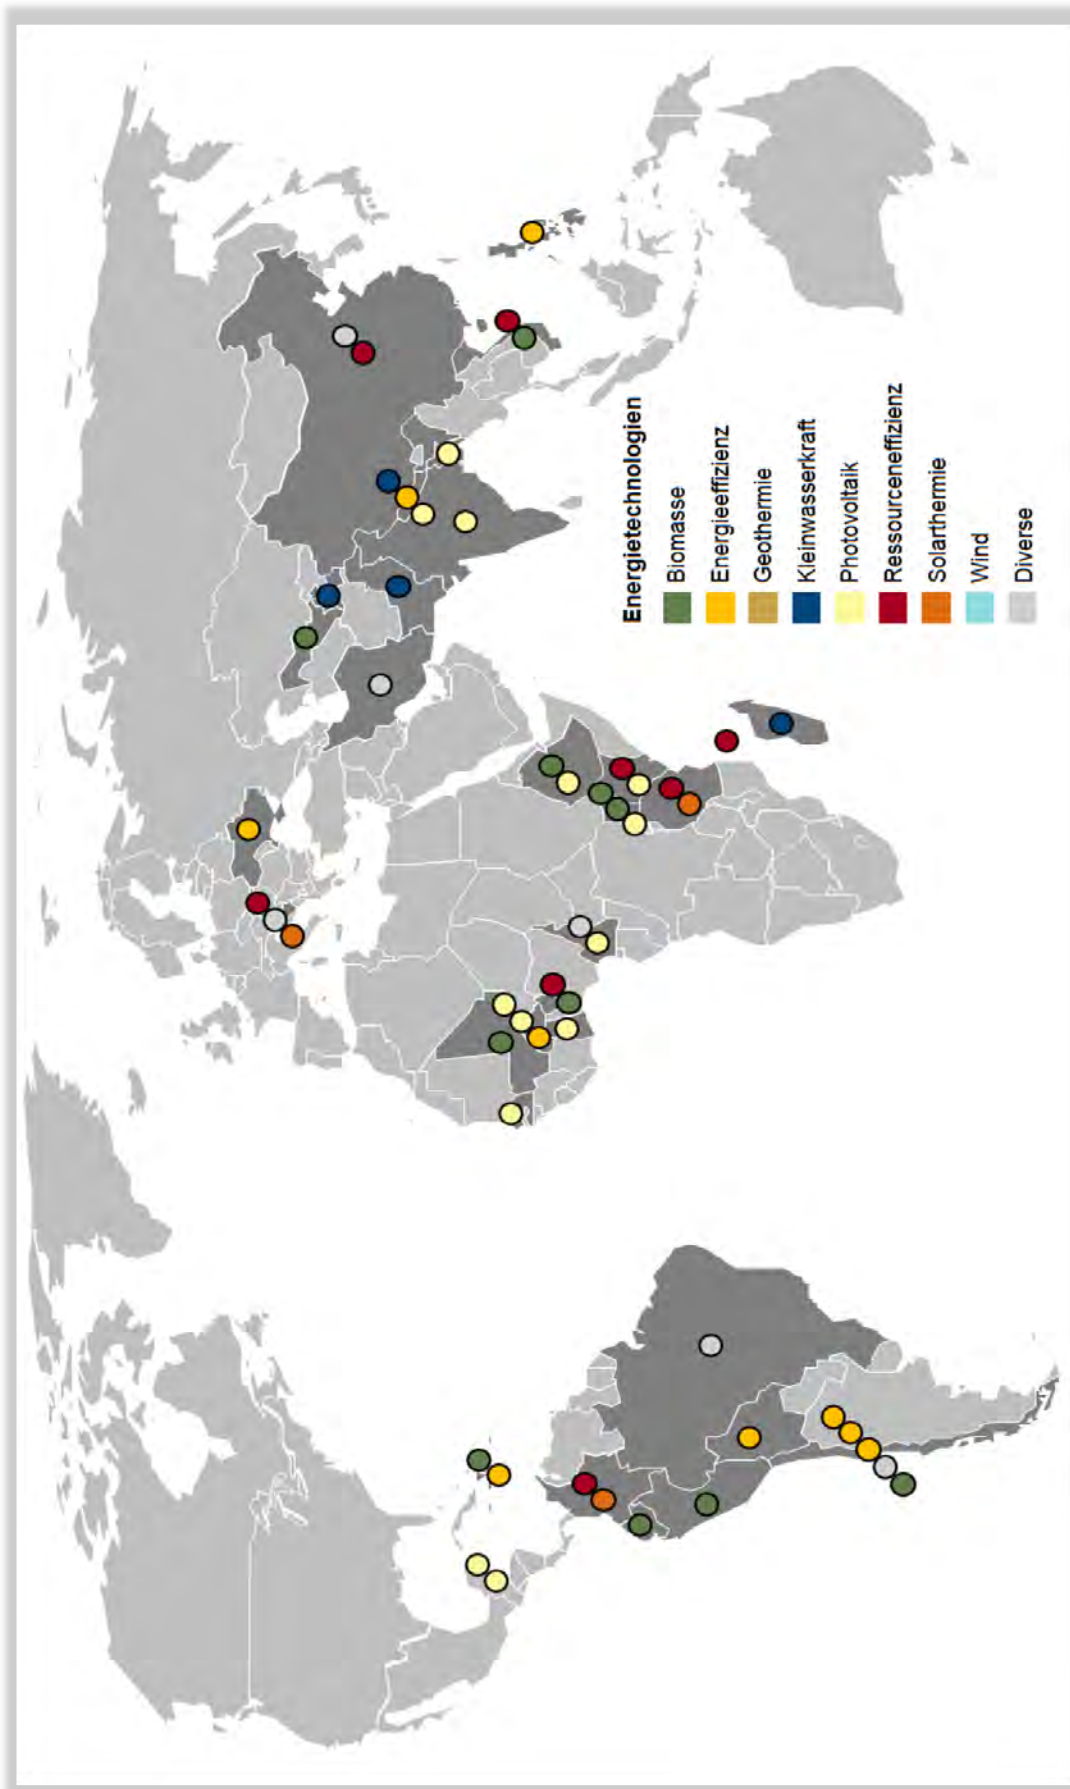 Energietechnologien
Biomasse
Energieeffizienz
Geothermie
Kleinwasserkraft
Photovoltaik
Ressourceneffizienz
Solarthermie
Wind
Diverse